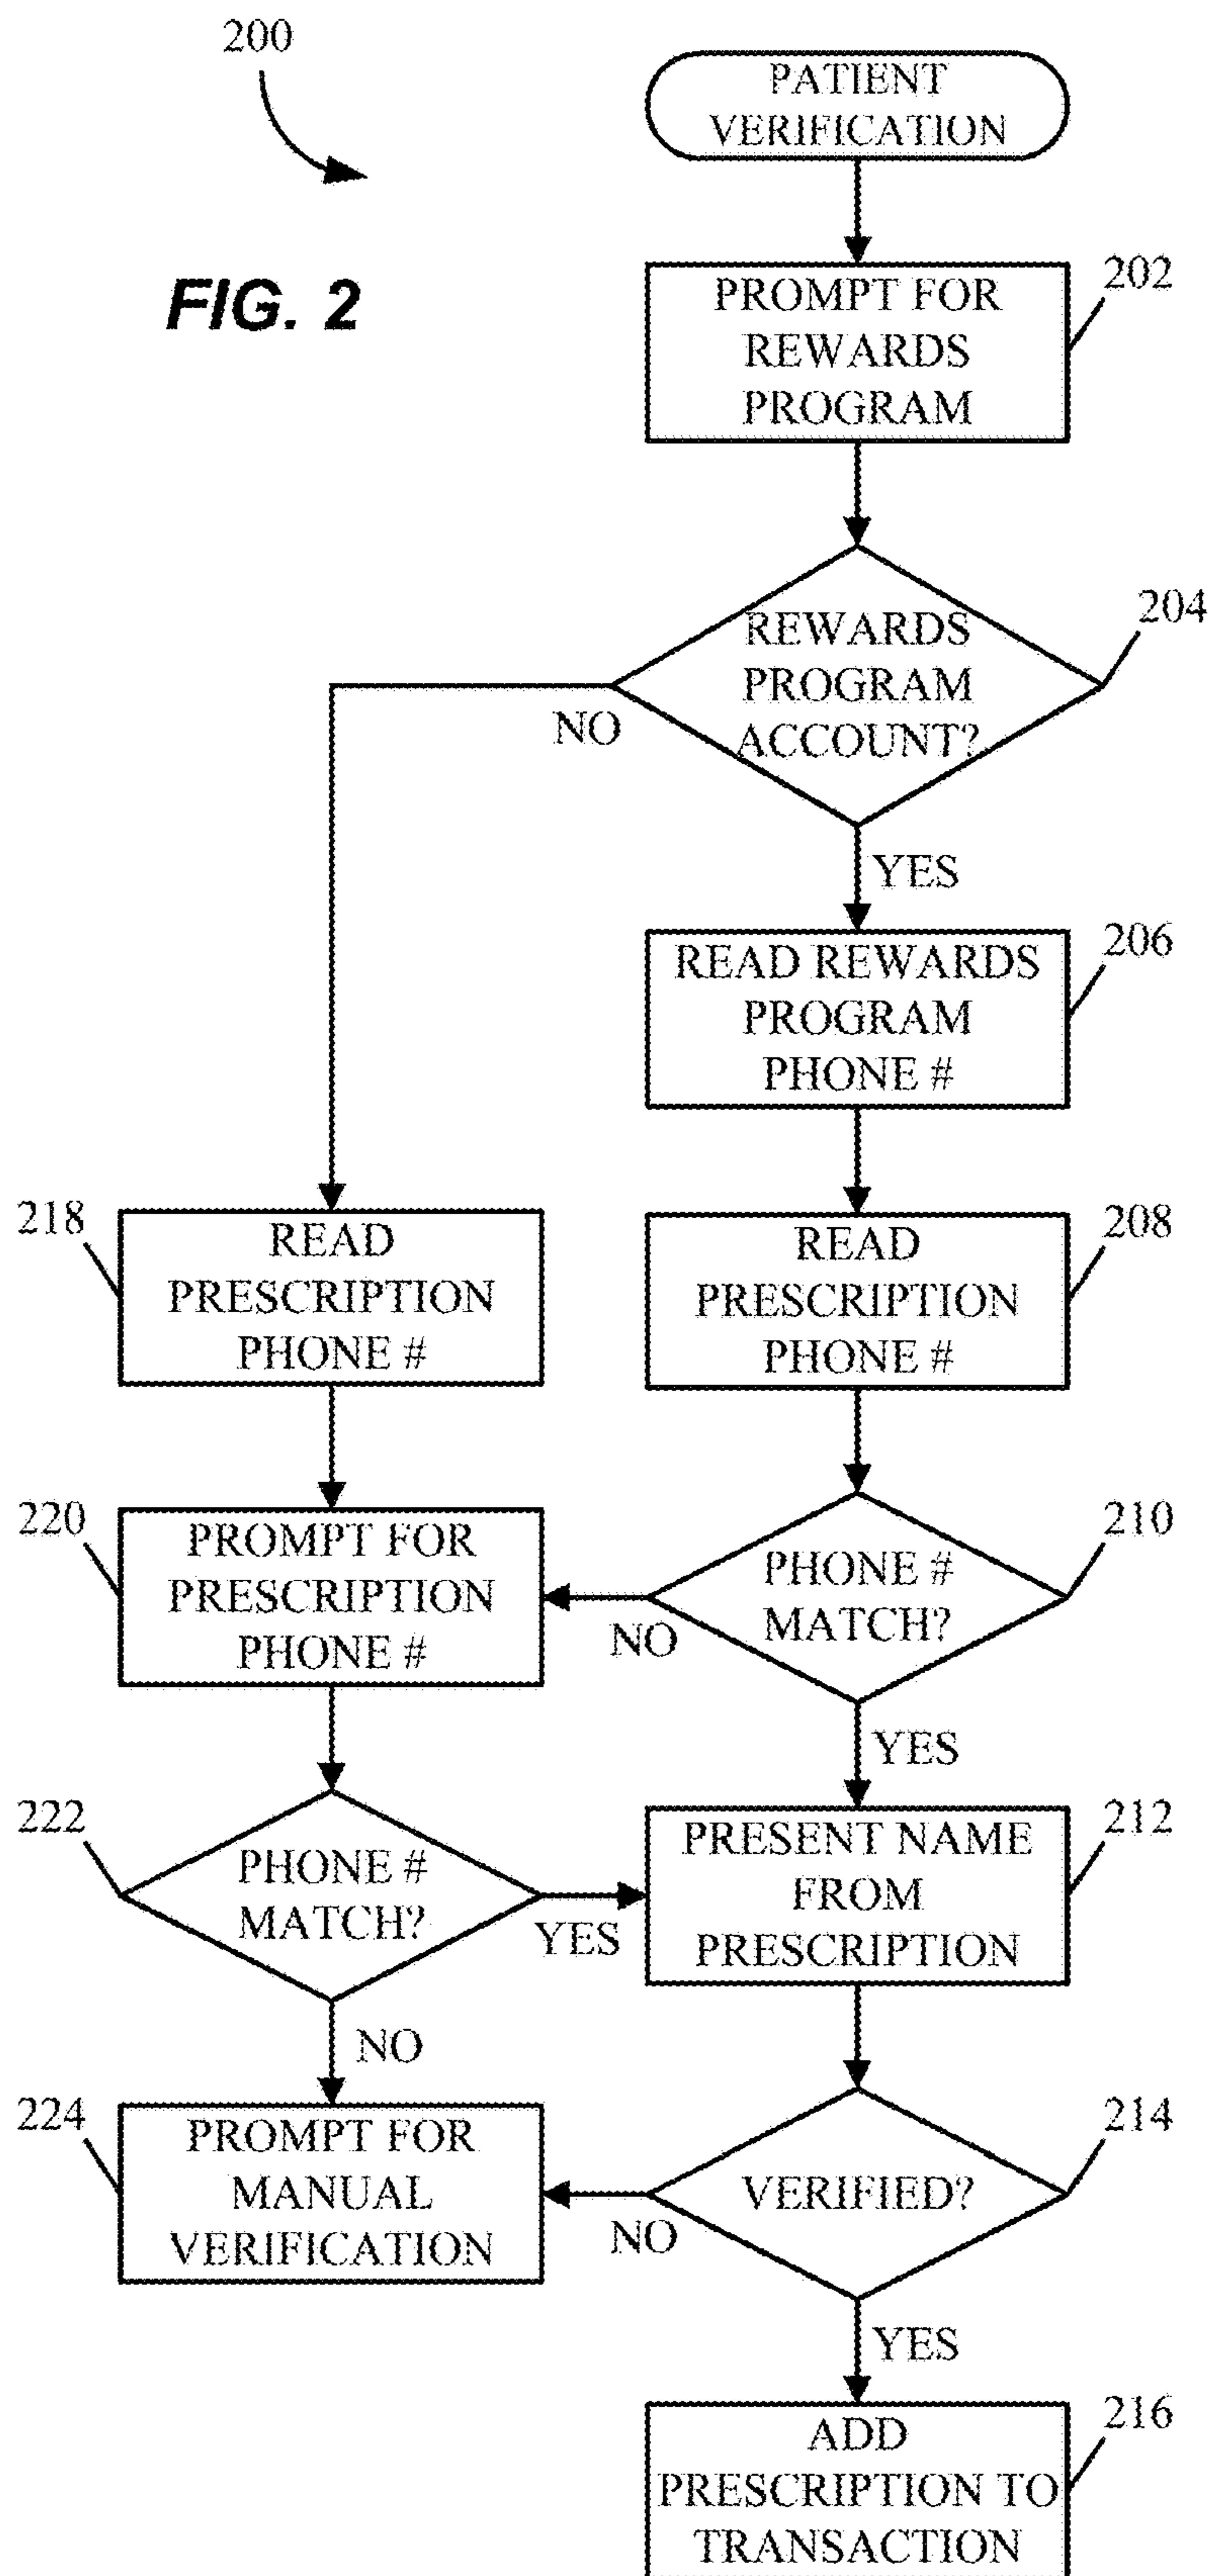 200
PATIENT
VERIFICATION
FIG. 2
202
PROMPT FOR
REWARDS
PROGRAM
204
REWARDS
PROGRAM
ACCOUNT?
NO
YES
206
READ REWARDS
PROGRAM
PHONE #
218
READ
PRESCRIPTION
PHONE #
208
READ
PRESCRIPTION
PHONE #
220
PROMPT FOR
PRESCRIPTION
PHONE #
210
PHONE #
MATCH?
NO
YES
222
PHONE #
MATCH?
YES
NO
212
PRESENT NAME
FROM
PRESCRIPTION
224
PROMPT FOR
MANUAL
VERIFICATION
214
VERIFIED?
NO
YES
216
ADD
PRESCRIPTION TO
TRANSACTION